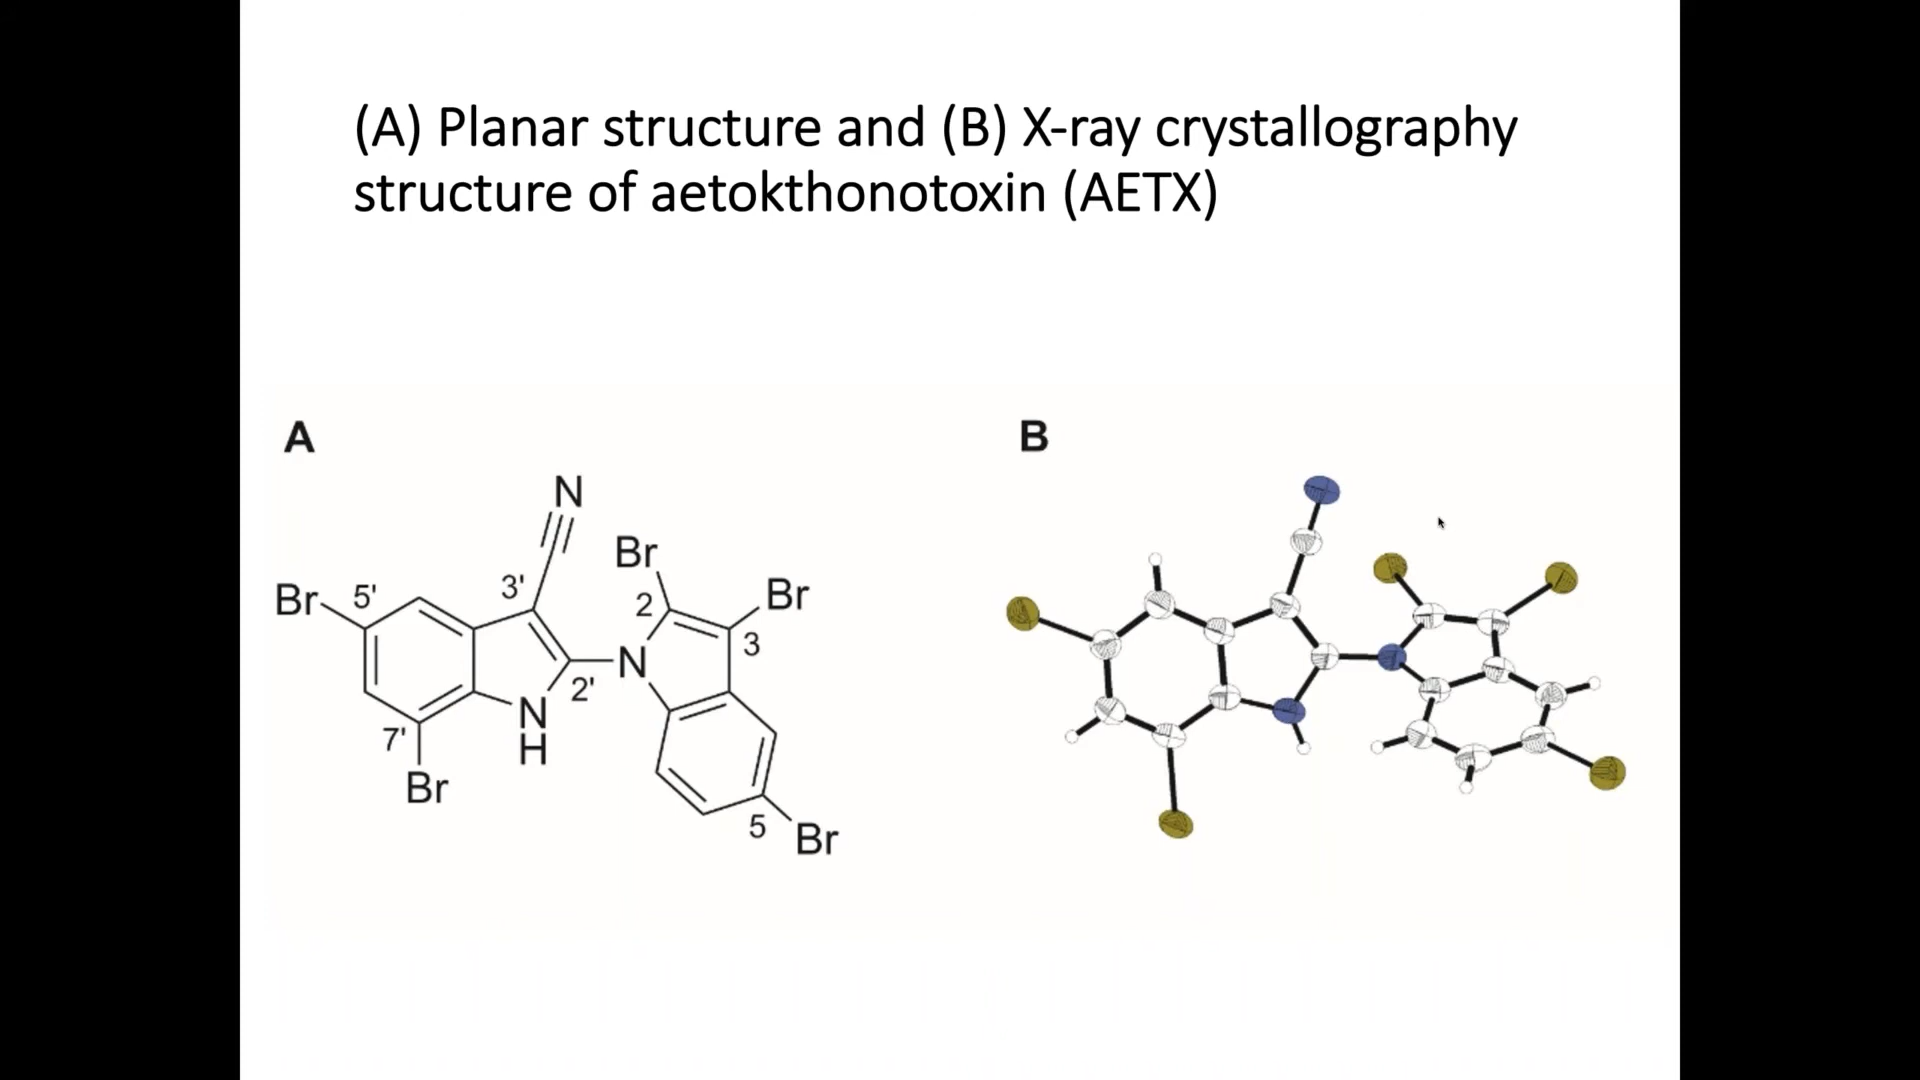 (A) Planar structure and (B) X-ray crystallography
structure of aetokthonotoxin (AETX)
A
B
N
Br
Br 5' 3' 2 Br
3
N
2'
N
H
7'
Br
5 Br